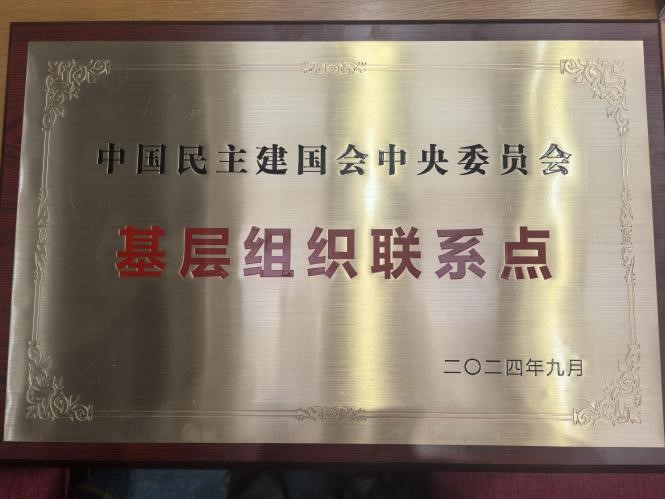 中国民主建国会中央委员会
基层组织联系点
二〇二四年九月